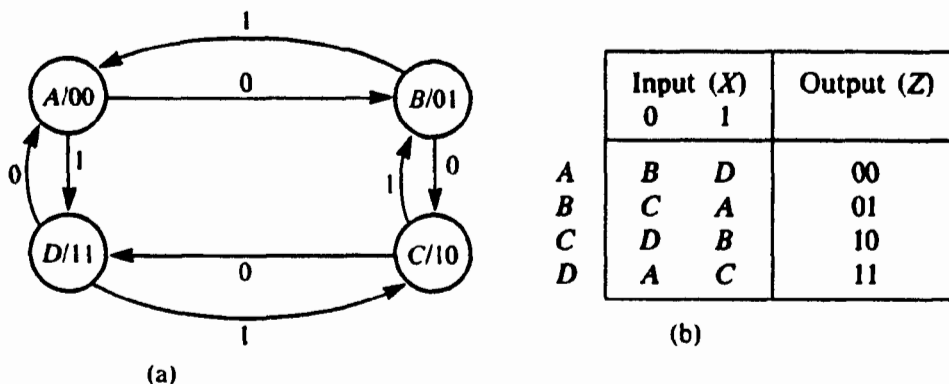 1
A/00
0
B/01
0
1
1
0
D/11
0
C/10
1
(a)
Input (X)
Output (Z)
0 1
A B D 00
B C A 01
C D B 10
D A C 11
(b)